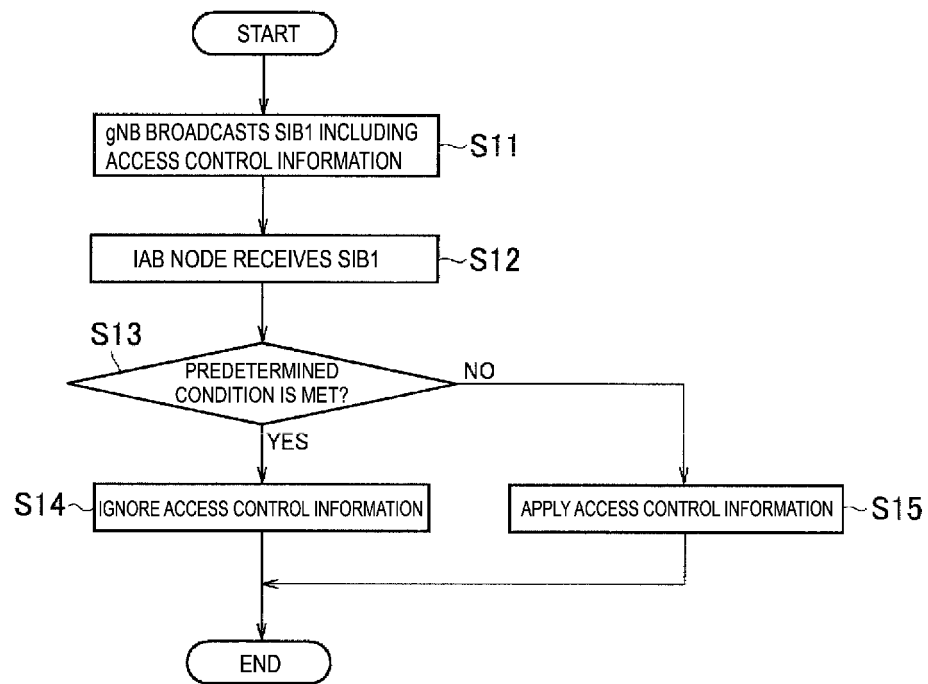 START
gNB BROADCASTS SIB1 INCLUDING
ACCESS CONTROL INFORMATION
S11
IAB NODE RECEIVES SIB1
S12
S13
PREDETERMINED
CONDITION IS MET?
NO
YES
S14
IGNORE ACCESS CONTROL INFORMATION
APPLY ACCESS CONTROL INFORMATION
S15
END